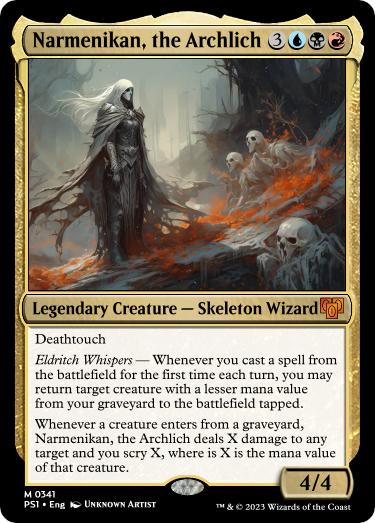 Narmenikan, the Archlich 3
Legendary Creature — Skeleton Wizard
Deathtouch
Eldritch Whispers — Whenever you cast a spell from
the battlefield for the first time each turn, you may
return target creature with a lesser mana value
from your graveyard to the battlefield tapped.
Whenever a creature enters from a graveyard,
Narmenikan, the Archlich deals X damage to any
target and you scry X, where is X is the mana value
of that creature.
4/4
M 0341
PS1 • Eng Unknown Artist
™ & © 2023 Wizards of the Coast